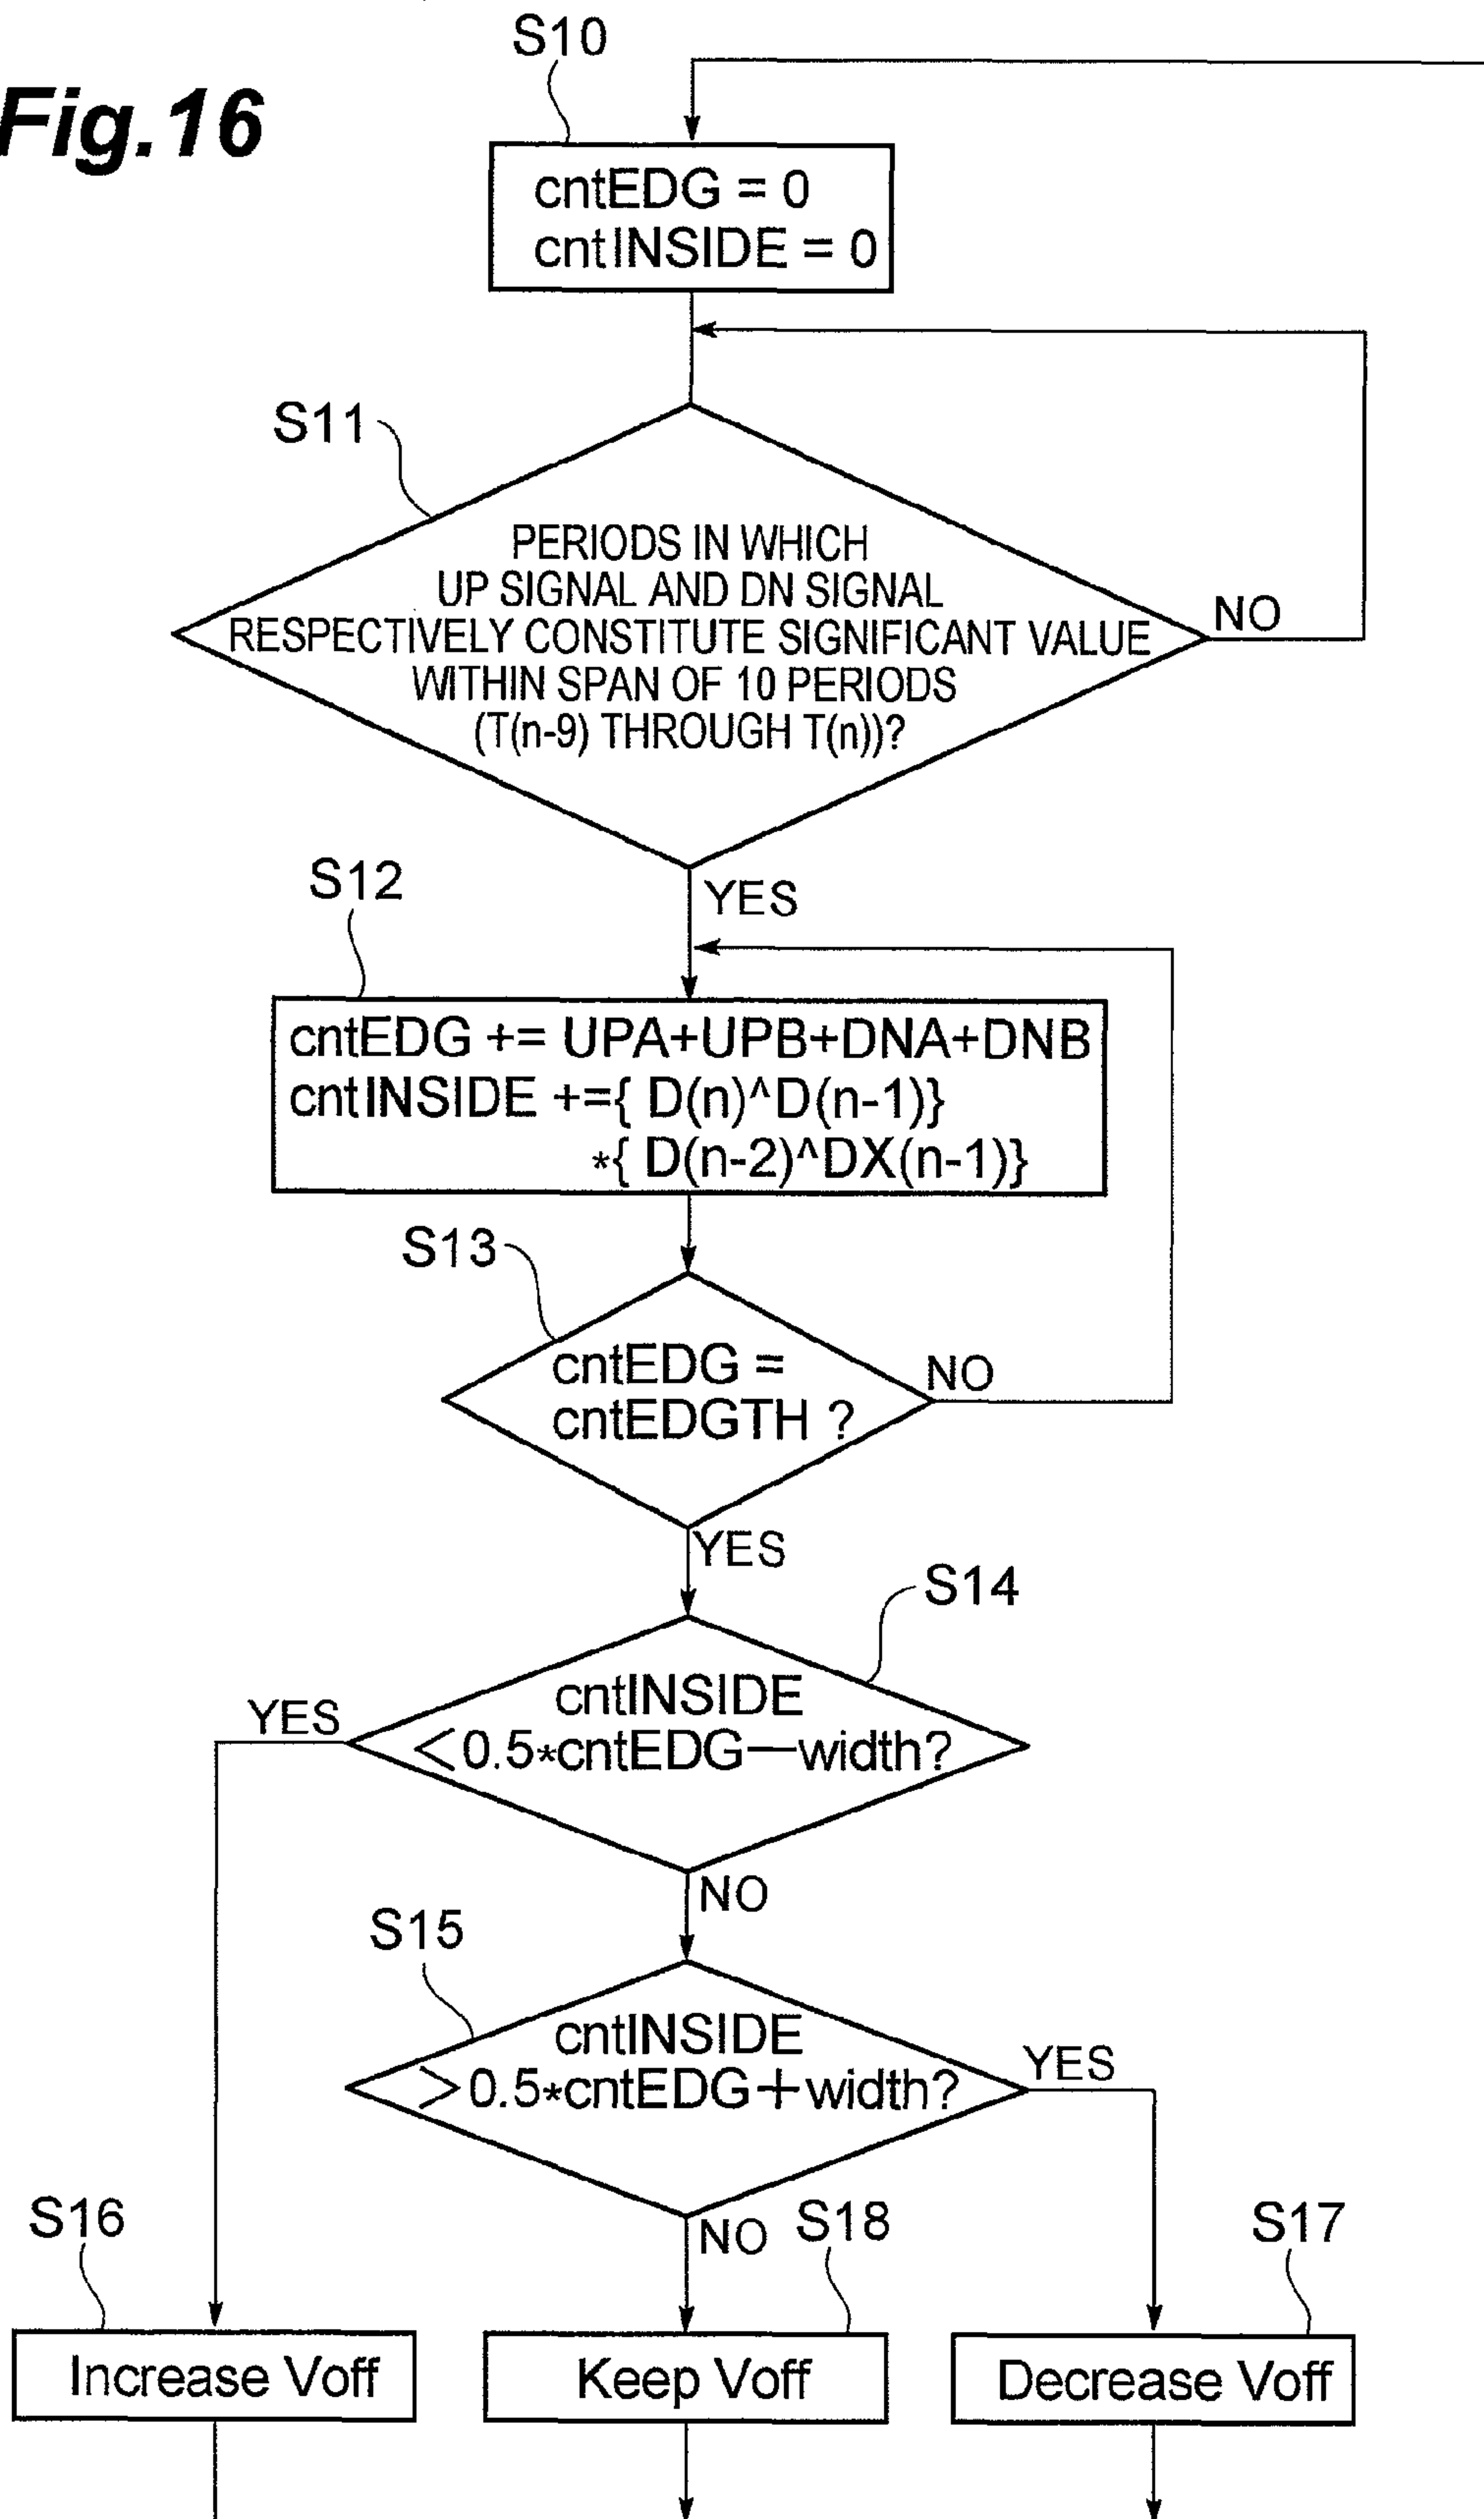 Fig.16
S10
cntEDG = 0
cntINSIDE = 0
S11
PERIODS IN WHICH
UP SIGNAL AND DN SIGNAL
RESPECTIVELY CONSTITUTE SIGNIFICANT VALUE
WITHIN SPAN OF 10 PERIODS
(T(n-9) THROUGH T(n))?
NO
YES
S12
cntEDG += UPA+UPB+DNA+DNB
cntINSIDE +={ D(n)^D(n-1)}
*{ D(n-2)^DX(n-1)}
S13
cntEDG =
cntEDGTH ?
NO
YES
S14
cntINSIDE
<0.5*cntEDG—width?
YES
NO
S15
cntINSIDE
>0.5*cntEDG+width?
YES
NO
S16
S18
S17
Increase Voff
Keep Voff
Decrease Voff